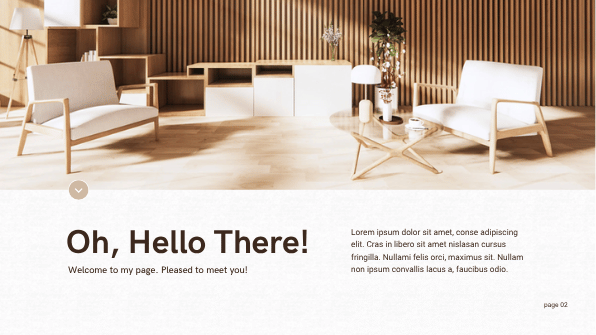 Oh, Hello There!
Welcome to my page. Pleased to meet you!
Lorem ipsum dolor sit amet, conse adipiscing
elit. Cras in libero sit amet nislasan cursus
fringilla. Nullami felis orci, maximus sit. Nullam
non ipsum convallis lacus a, faucibus odio.
page 02